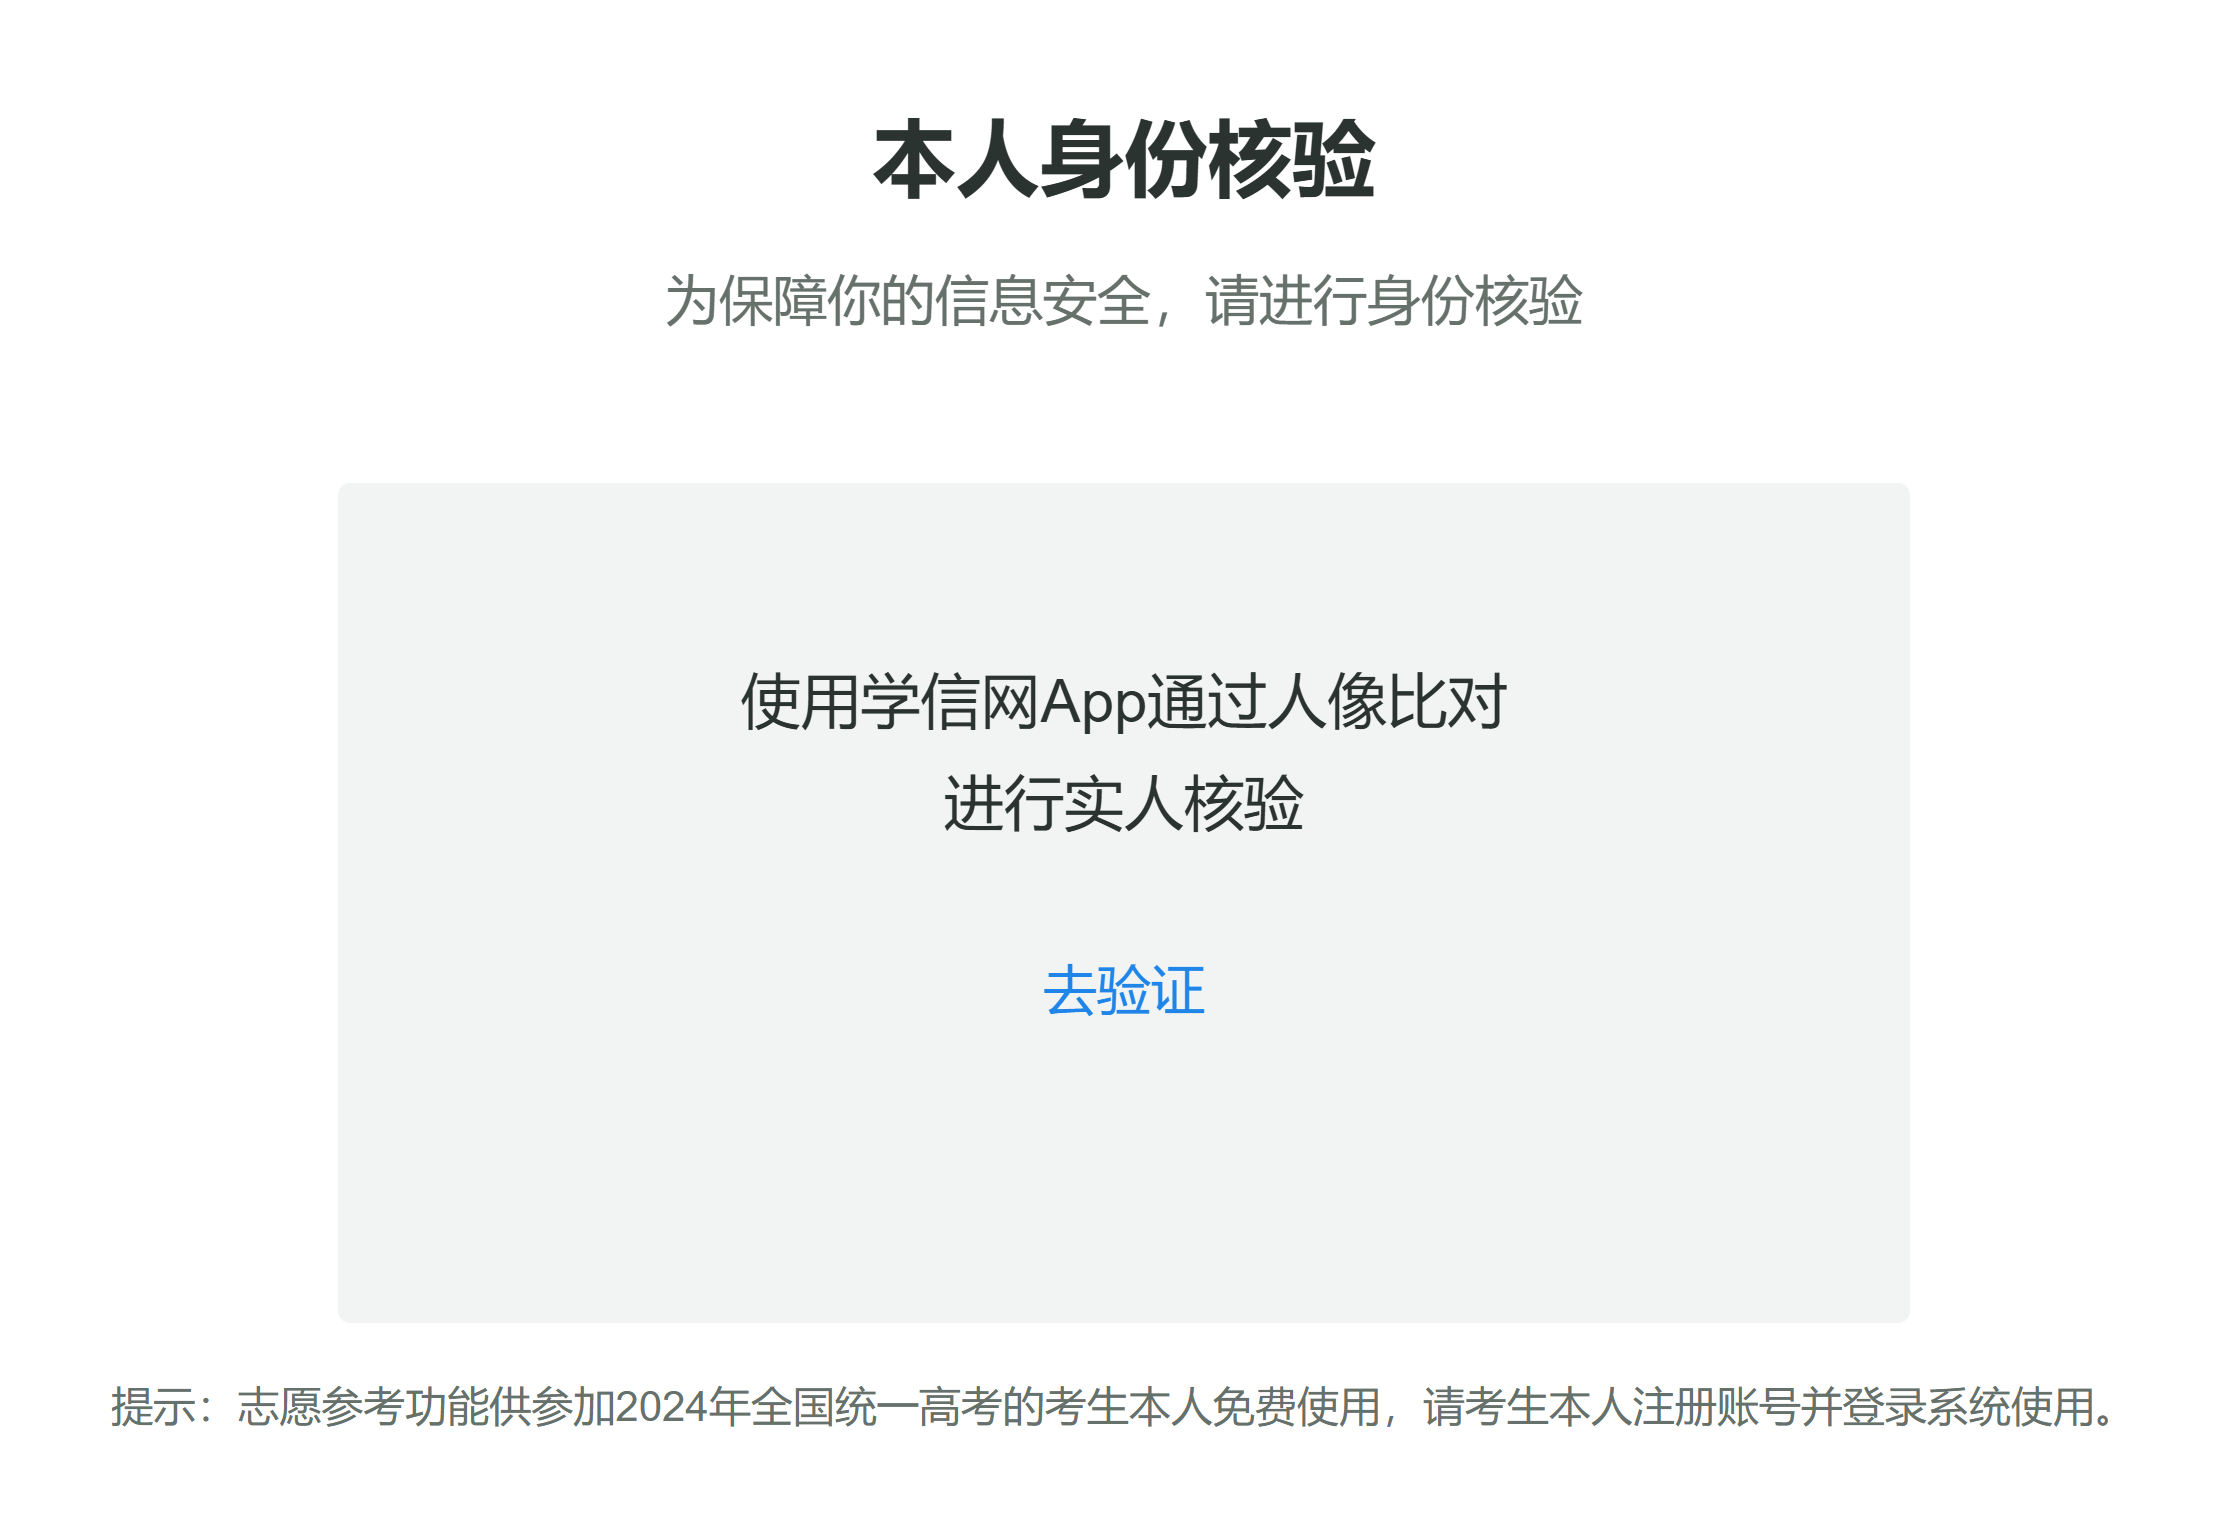 本人身份核验
为保障你的信息安全，请进行身份核验
使用学信网App通过人像比对
进行实人核验
去验证
提示：志愿参考功能供参加2024年全国统一高考的考生本人免费使用，请考生本人注册账号并登录系统使用。